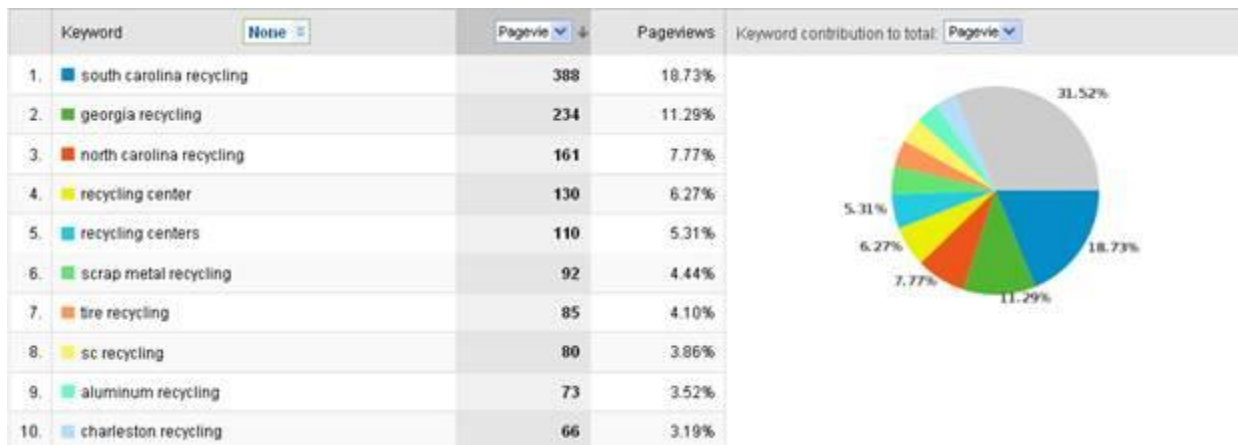 Keyword None Pagevie Pageviews Keyword contribution to total: Pagevie
1. south carolina recycling 388 18.73%
2. georgia recycling 234 11.29%
3. north carolina recycling 161 7.77%
4. recycling center 130 6.27%
5. recycling centers 110 5.31%
6. scrap metal recycling 92 4.44%
7. tire recycling 85 4.10%
8. sc recycling 80 3.86%
9. aluminum recycling 73 3.52%
10. charleston recycling 66 3.19%
31.52%
5.31%
6.27%
18.73%
7.77%
11.29%